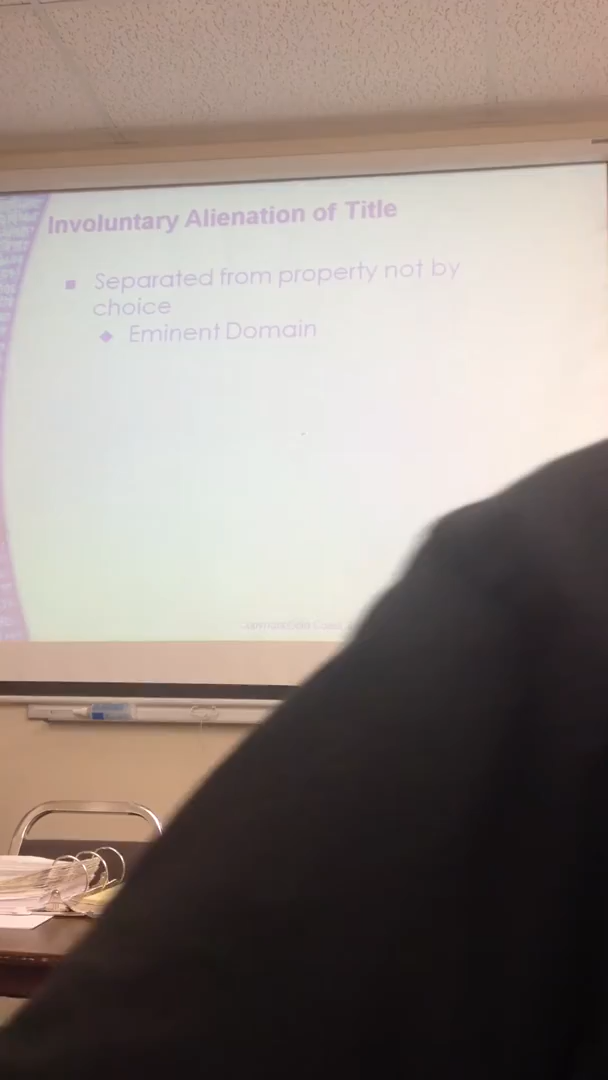 Involuntary Alienation of Title
Separated from property not by
choice
Eminent Domain